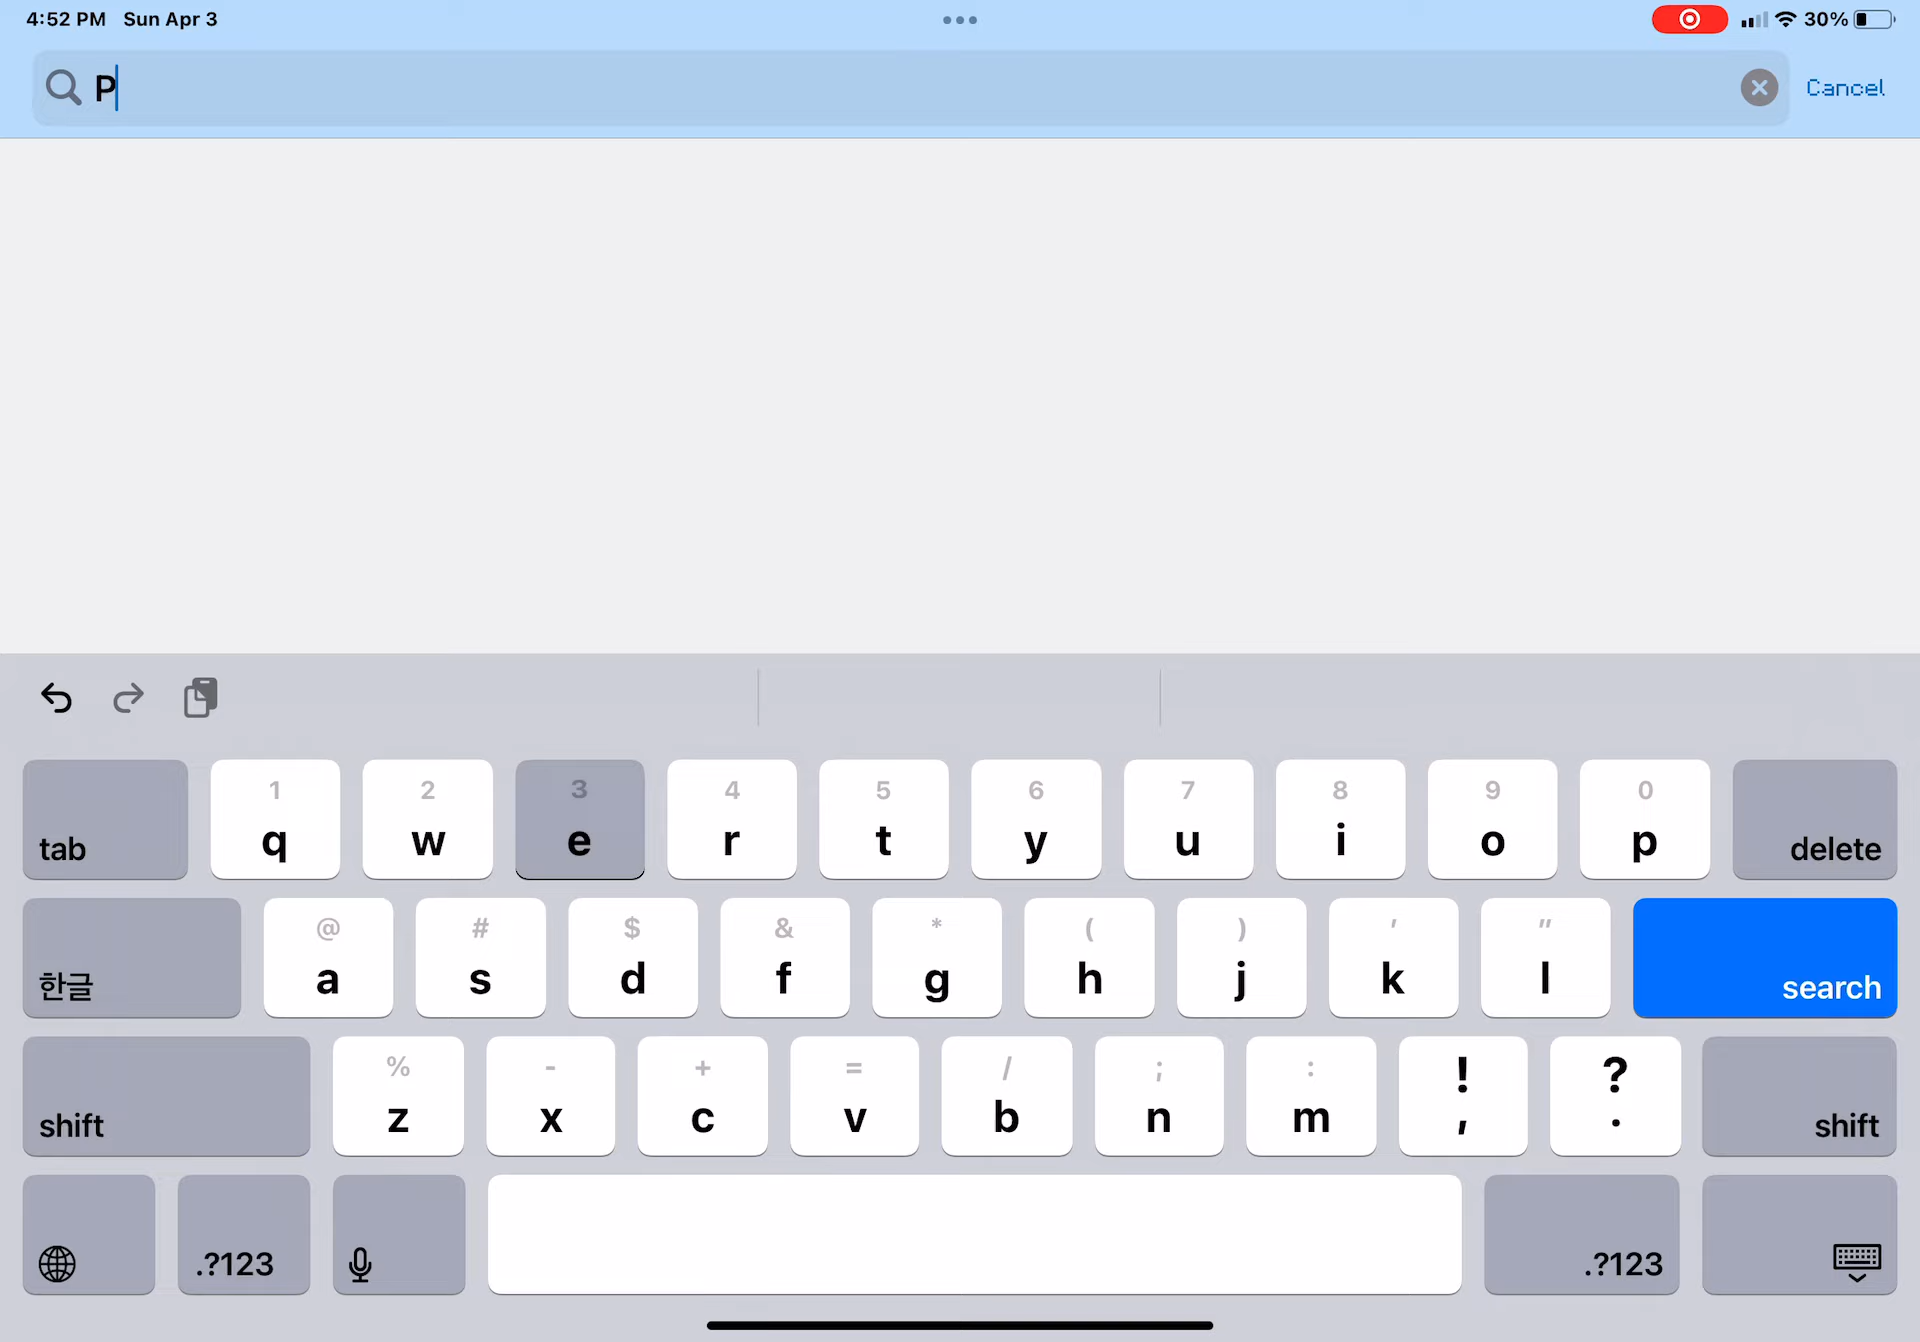 4:52 PM Sun Apr 3 30%
P Cancel
tab 1 q 2 w 3 e 4 r 5 t 6 y 7 u 8 i 9 o 0 p delete
한글 @ a # s $ d & f * g ( h ) j ' k " l search
shift % z - x + c = v / b ; n : m ! , ? . shift
.?123 .?123